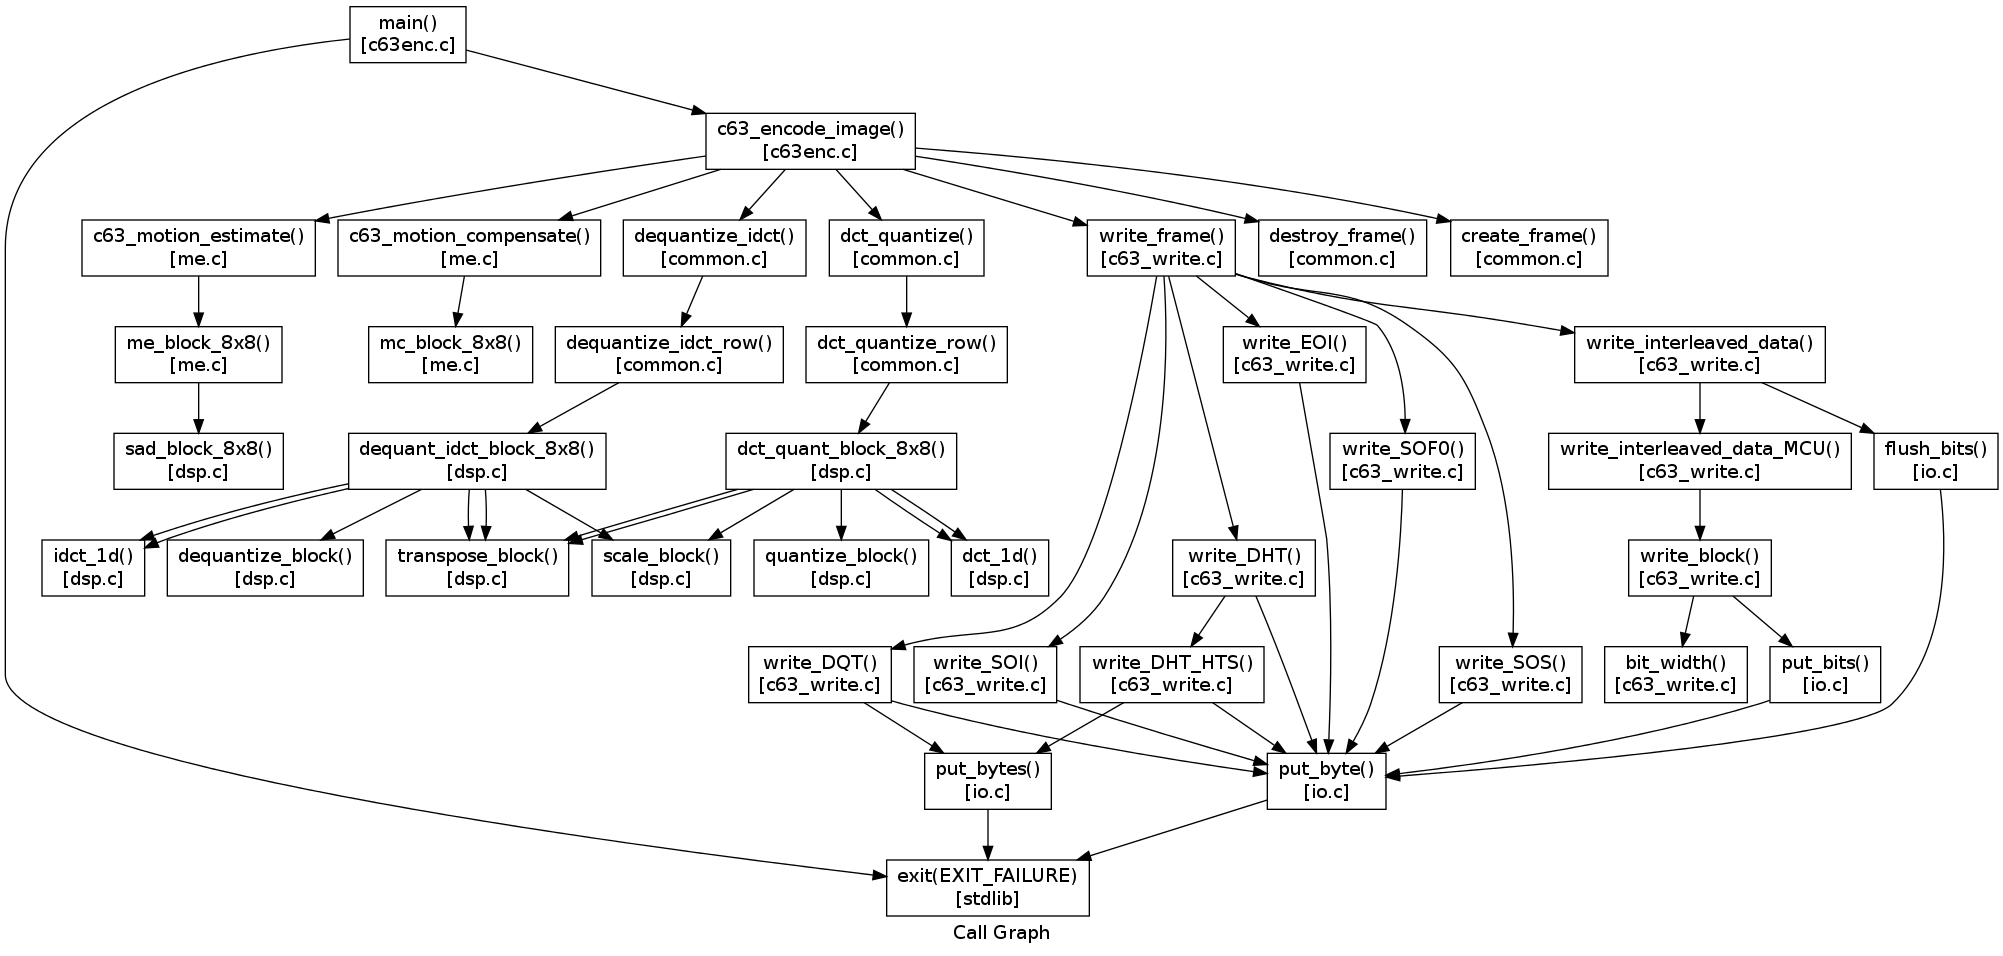 main()
[c63enc.c]
c63_encode_image()
[c63enc.c]
c63_motion_estimate()
[me.c]
c63_motion_compensate()
[me.c]
dequantize_idct()
[common.c]
dct_quantize()
[common.c]
write_frame()
[c63_write.c]
destroy_frame()
[common.c]
create_frame()
[common.c]
me_block_8x8()
[me.c]
mc_block_8x8()
[me.c]
dequantize_idct_row()
[common.c]
dct_quantize_row()
[common.c]
write_EOI()
[c63_write.c]
write_interleaved_data()
[c63_write.c]
sad_block_8x8()
[dsp.c]
dequant_idct_block_8x8()
[dsp.c]
dct_quant_block_8x8()
[dsp.c]
write_SOF0()
[c63_write.c]
write_interleaved_data_MCU()
[c63_write.c]
flush_bits()
[io.c]
idct_1d()
[dsp.c]
dequantize_block()
[dsp.c]
transpose_block()
[dsp.c]
scale_block()
[dsp.c]
quantize_block()
[dsp.c]
dct_1d()
[dsp.c]
write_DHT()
[c63_write.c]
write_block()
[c63_write.c]
write_DQT()
[c63_write.c]
write_SOI()
[c63_write.c]
write_DHT_HTS()
[c63_write.c]
write_SOS()
[c63_write.c]
bit_width()
[c63_write.c]
put_bits()
[io.c]
put_bytes()
[io.c]
put_byte()
[io.c]
exit(EXIT_FAILURE)
[stdlib]
Call Graph